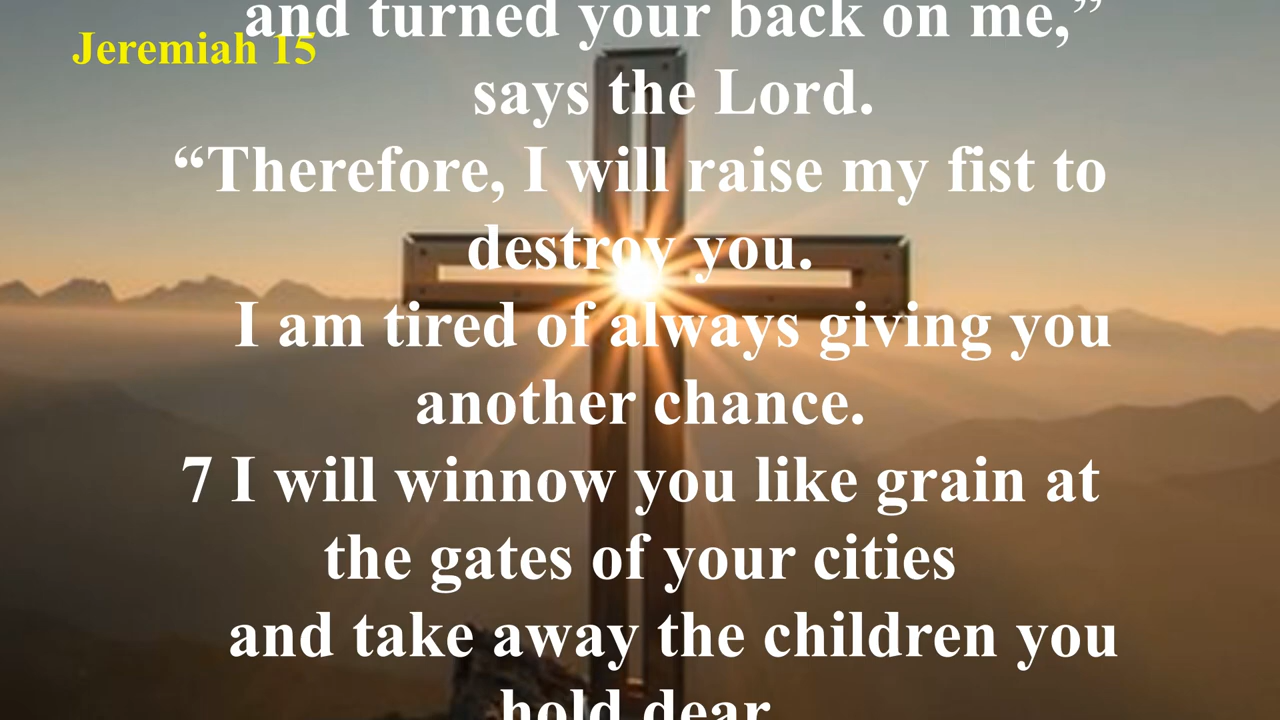 and turned your back on me,”
Jeremiah 15
says the Lord.
“Therefore, I will raise my fist to
destroy you.
I am tired of always giving you
another chance.
7 I will winnow you like grain at
the gates of your cities
and take away the children you
hold dear